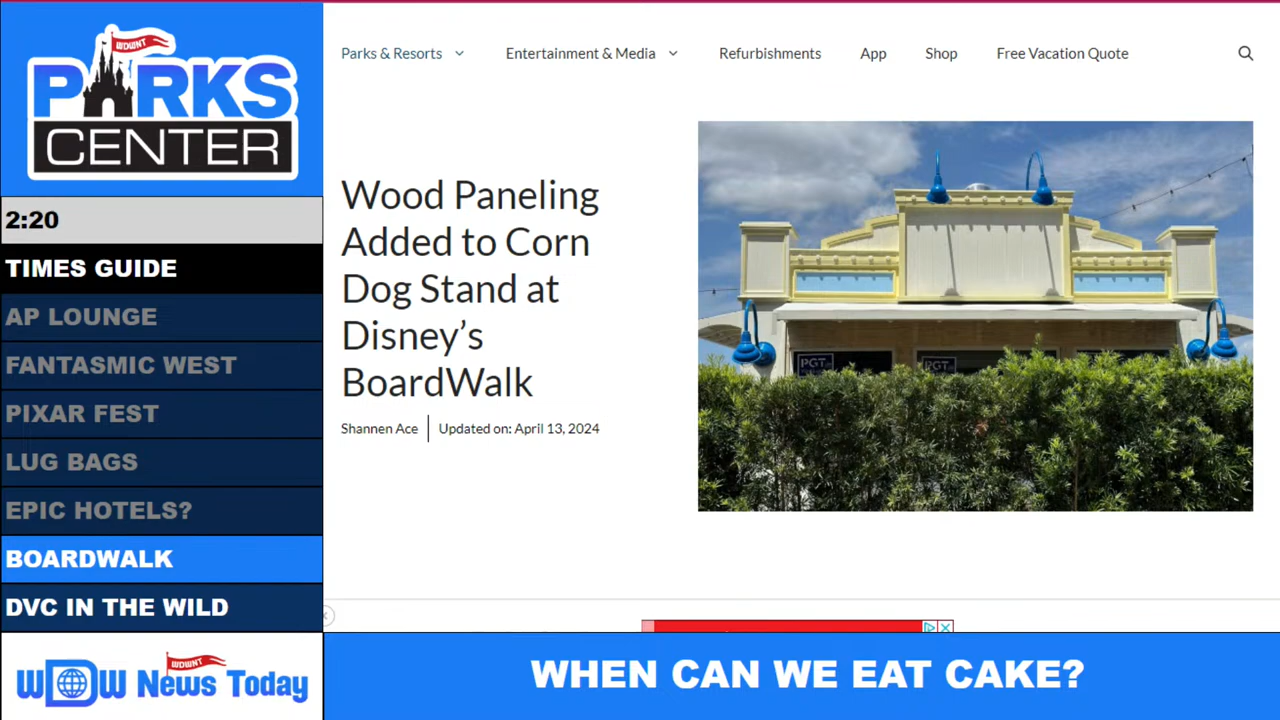 WDWNT
PARKS
CENTER
2:20
TIMES GUIDE
AP LOUNGE
FANTASMIC WEST
PIXAR FEST
LUG BAGS
EPIC HOTELS?
BOARDWALK
DVC IN THE WILD
WDWNT
WDW News Today
Parks & Resorts
Entertainment & Media
Refurbishments
App
Shop
Free Vacation Quote
Wood Paneling
Added to Corn
Dog Stand at
Disney’s
BoardWalk
Shannen Ace
Updated on: April 13, 2024
PGT
PGT
WHEN CAN WE EAT CAKE?